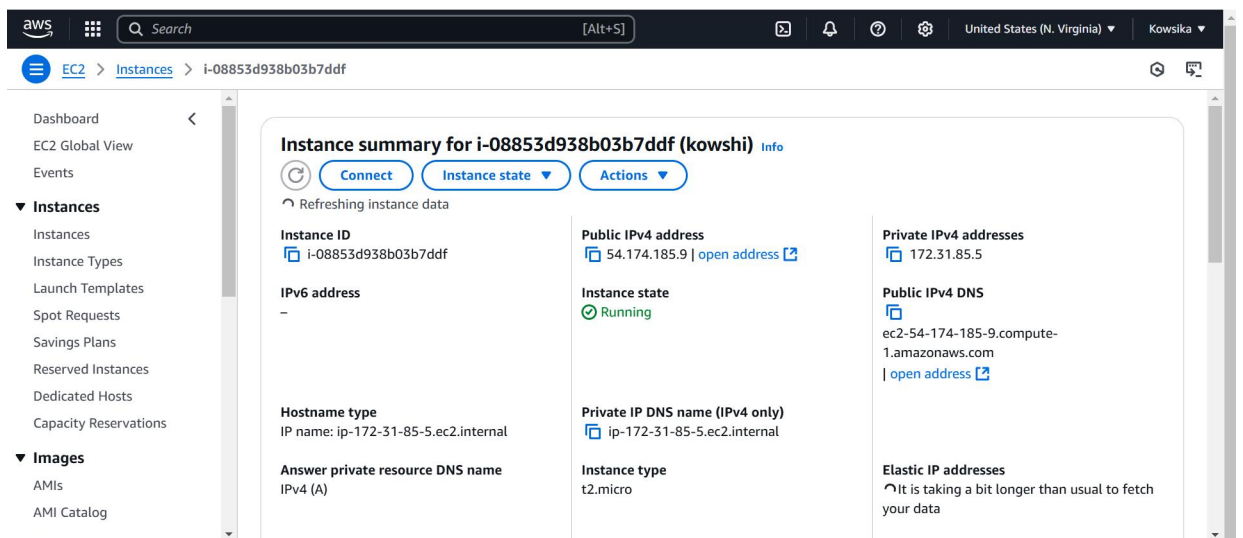 aws
Search [Alt+S]
United States (N. Virginia) ▼
Kowsika ▼
EC2 > Instances > i-08853d938b03b7ddf
Dashboard
EC2 Global View
Events
▼ Instances
Instances
Instance Types
Launch Templates
Spot Requests
Savings Plans
Reserved Instances
Dedicated Hosts
Capacity Reservations
▼ Images
AMIs
AMI Catalog
Instance summary for i-08853d938b03b7ddf (kowshi) Info
Connect
Instance state ▼
Actions ▼
Refreshing instance data
Instance ID
i-08853d938b03b7ddf
Public IPv4 address
54.174.185.9 | open address
Private IPv4 addresses
172.31.85.5
IPv6 address
–
Instance state
Running
Public IPv4 DNS
ec2-54-174-185-9.compute-
1.amazonaws.com
| open address
Hostname type
IP name: ip-172-31-85-5.ec2.internal
Private IP DNS name (IPv4 only)
ip-172-31-85-5.ec2.internal
Answer private resource DNS name
IPv4 (A)
Instance type
t2.micro
Elastic IP addresses
It is taking a bit longer than usual to fetch
your data